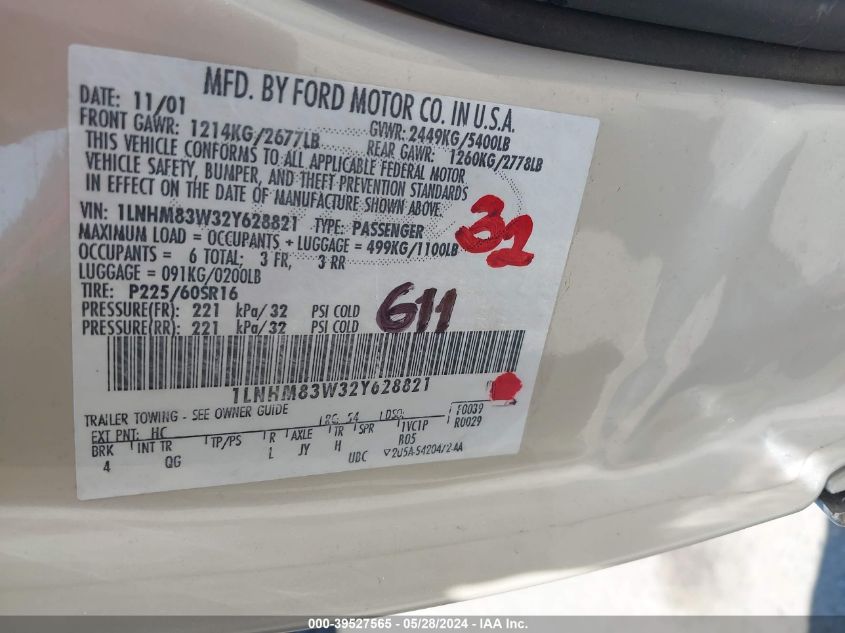 MFD. BY FORD MOTOR CO. IN U.S.A.
DATE: 11/01 GVWR: 2449KG/5400LB
FRONT GAWR: 1214KG/2677LB REAR GAWR: 1260KG/2778LB
THIS VEHICLE CONFORMS TO ALL APPLICABLE FEDERAL MOTOR
VEHICLE SAFETY, BUMPER, AND THEFT PREVENTION STANDARDS
IN EFFECT ON THE DATE OF MANUFACTURE SHOWN ABOVE.
VIN: 1LNHM83W32Y628821 TYPE: PASSENGER
32
MAXIMUM LOAD = OCCUPANTS + LUGGAGE = 499KG/1100LB
OCCUPANTS = 6 TOTAL; 3 FR, 3 RR
LUGGAGE = 091KG/0200LB
TIRE: P225/60SR16
PRESSURE(FR): 221 kPa/32 PSI COLD
PRESSURE(RR): 221 kPa/32 PSI COLD
611
1LNHM83W32Y628821
TRAILER TOWING - SEE OWNER GUIDE
RC: 54 DSO: F0039
EXT PNT: HC 1VC1P R0029
BRK INT TR TP/PS R AXLE TR SPR B05
4 QG L JY H UDC
000-39527565 | 05/28/2024 | IAA Inc.